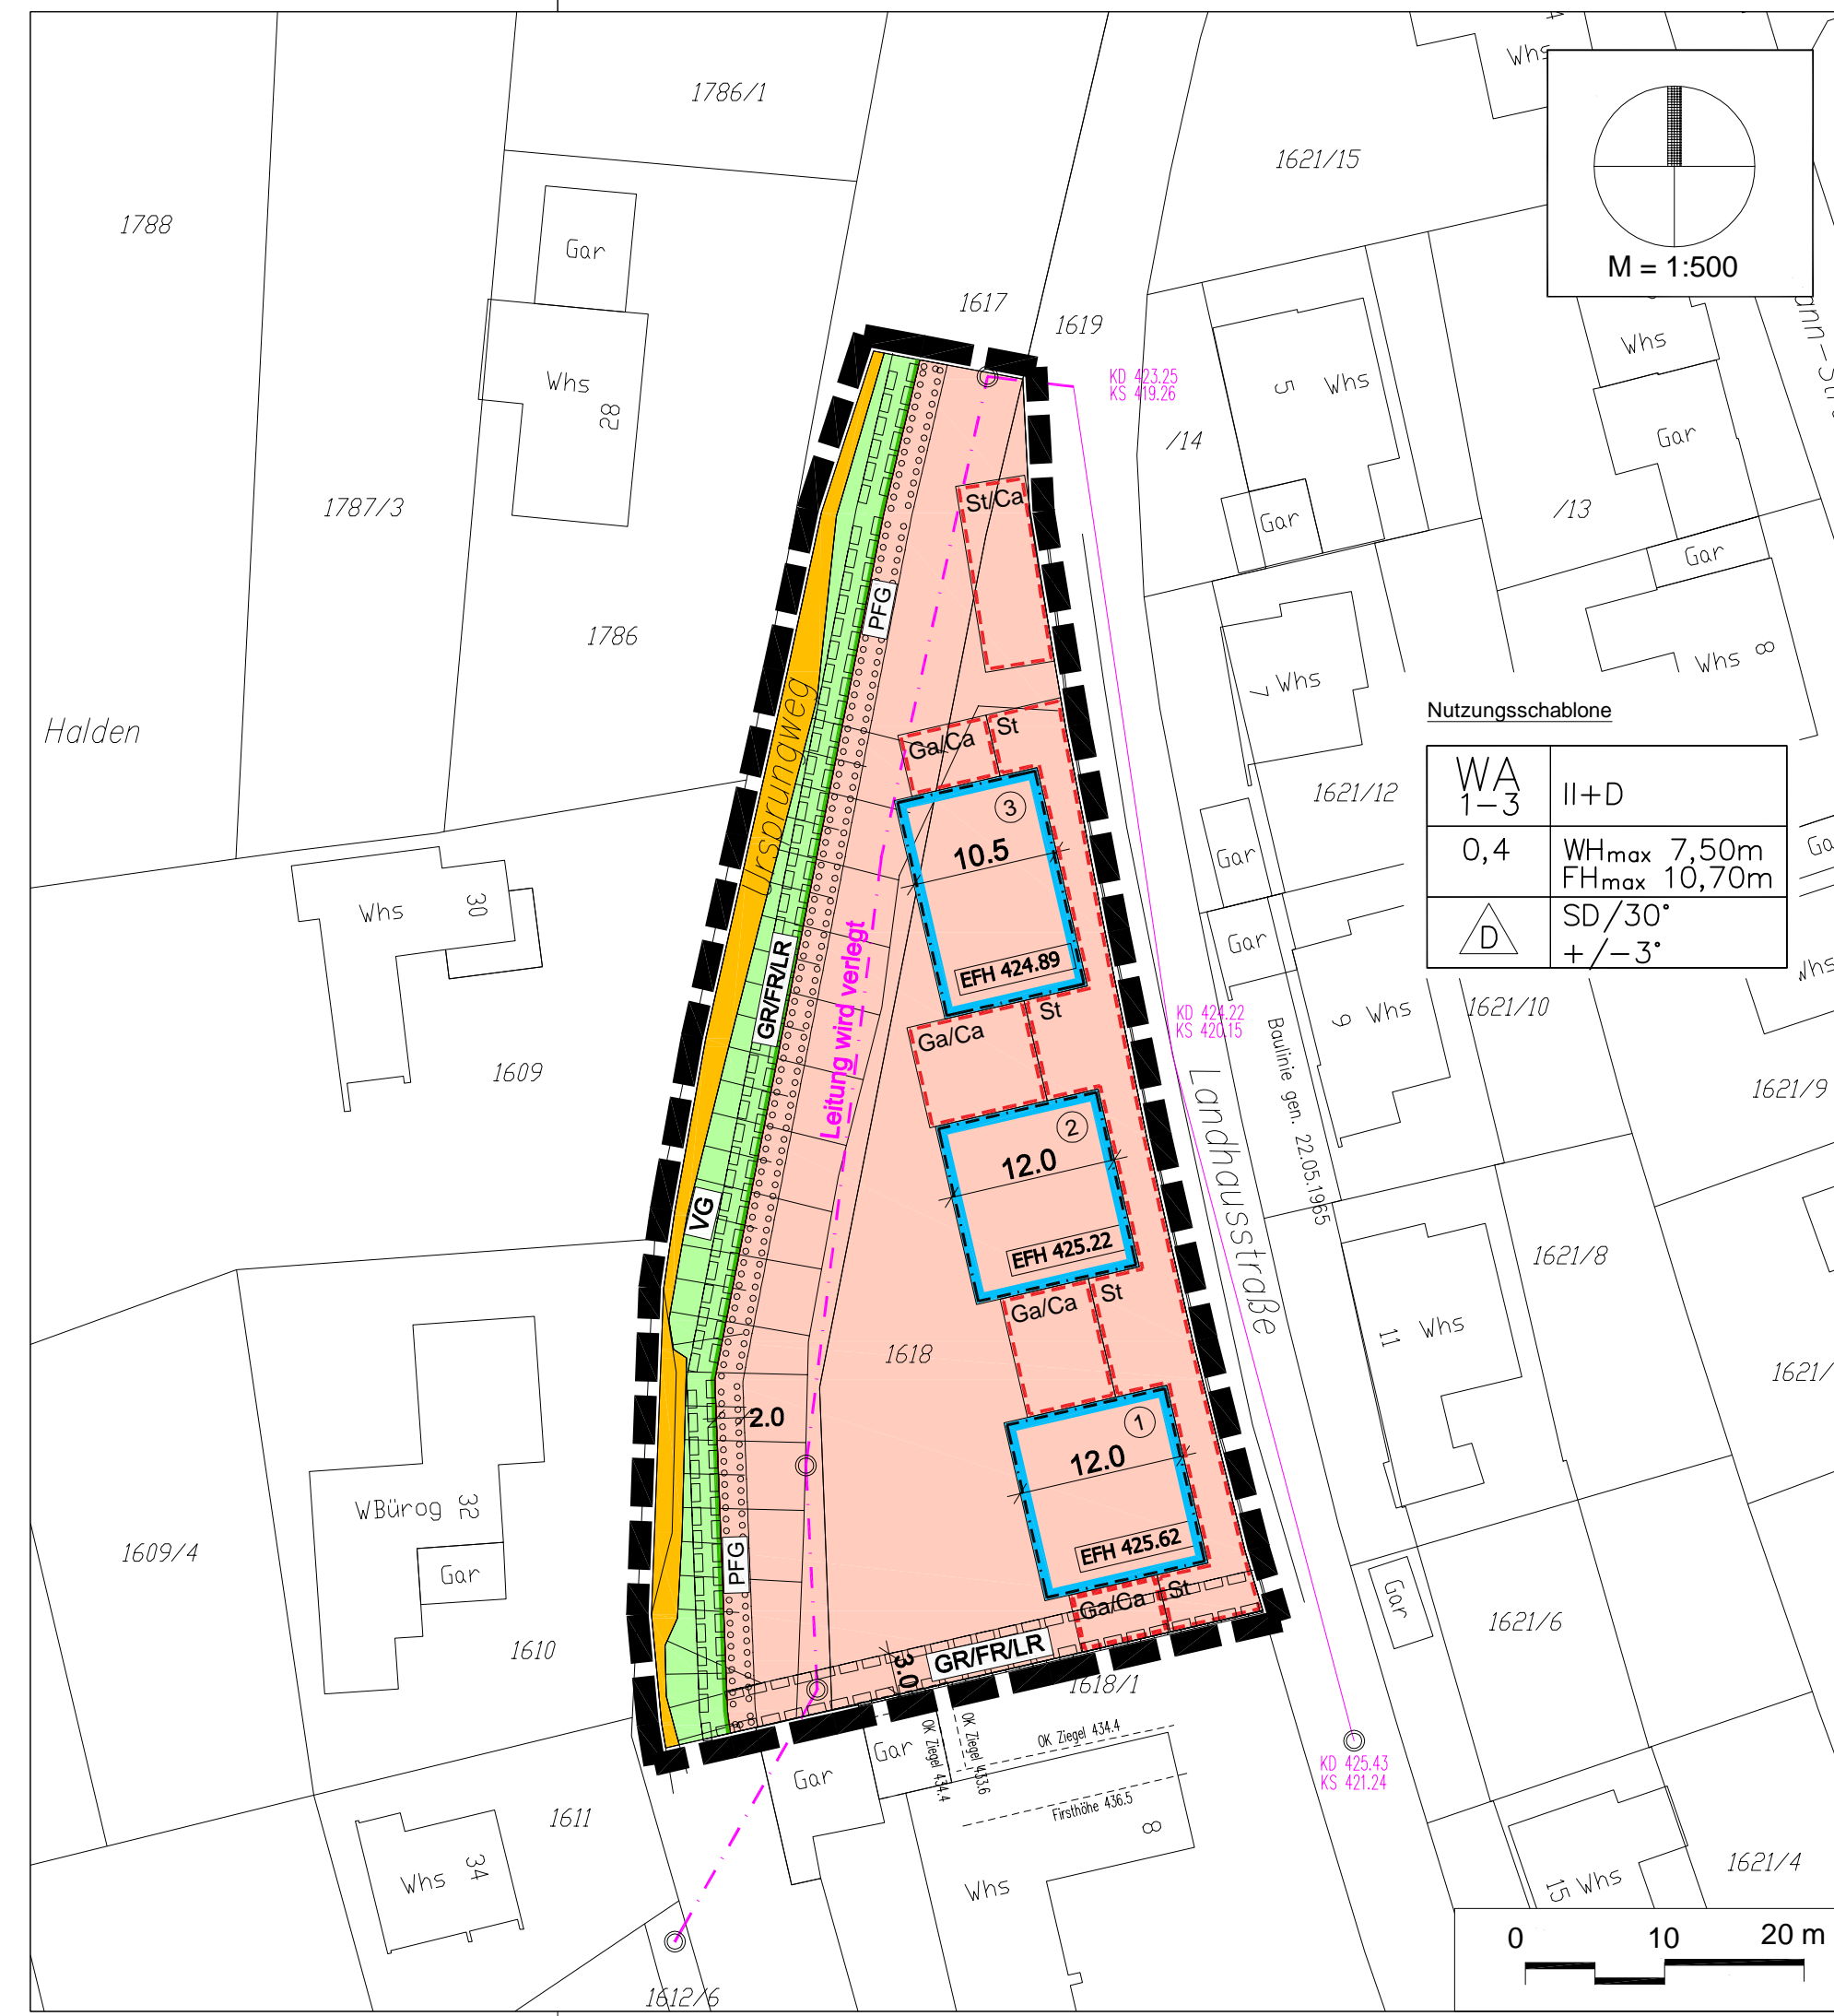 1786/1
Whs
1621/15
M = 1:500
1788
Gar
1617
1619
Whs
28
KD 423.25
KS 419.26
5 Whs
Whs
Gar
1787/3
/14
St/Ca
Gar
/13
Gar
PFG
1786
7 Whs
Whs 8
Halden
Ursprungweg
Ga/Ca
St
Nutzungsschablone
WA
1-3
II+D
0,4
WHmax 7,50m
FHmax 10,70m
D
SD/30°
+/-3°
1621/12
3
10.5
Gar
Whs
30
GR/FR/LR
Leitung wird verlegt
EFH 424.89
Gar
Whs
Ga/Ca
St
KD 424.22
KS 420.15
Baulinie gen. 22.05.1965
9 Whs
1621/10
1609
1621/9
2
12.0
VG
Landhausstraße
EFH 425.22
1621/8
Ga/Ca
St
1618
11 Whs
2.0
1
12.0
WBürog 32
Gar
1609/4
PFG
EFH 425.62
Ga/Ca
St
Gar
1621/6
1610
3.0
GR/FR/LR
1618/1
Gar
Gar
OK Ziegel 434.4
OK Ziegel 433.6
OK Ziegel 434.4
Firsthöhe 436.5
8
KD 425.43
KS 421.24
1611
Whs 34
Whs
15 Whs
1621/4
1612/6
0 10 20 m